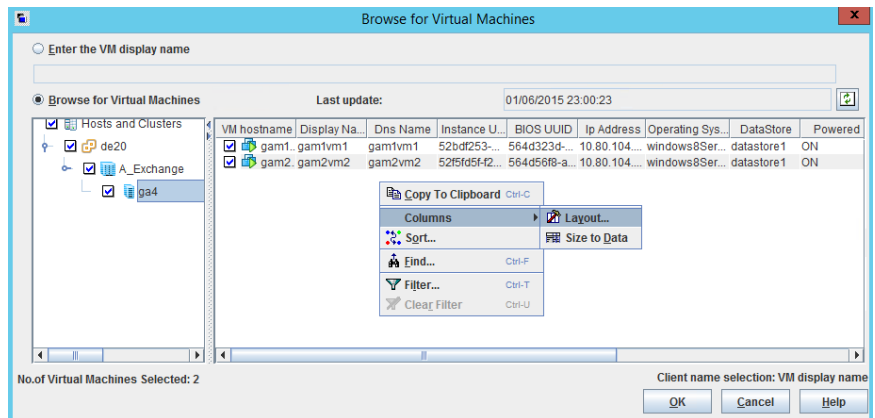 Browse for Virtual Machines
x
Enter the VM display name
Browse for Virtual Machines Last update: 01/06/2015 23:00:23
Hosts and Clusters
de20
A_Exchange
ga4
VM hostname Display Na... Dns Name Instance U... BIOS UUID Ip Address Operating Sys... DataStore Powered
gam1.. gam1vm1 gam1vm1 52bdf253-... 564d323d-... 10.80.104.... windows8Ser... datastore1 ON
gam2. gam2vm2 gam2vm2 52f5fd5f-f2... 564d56f8-a... 10.80.104.... windows8Ser... datastore1 ON
Copy To Clipboard Ctrl-C
Columns Layout...
Sort... Size to Data
Find... Ctrl-F
Filter... Ctrl-T
Clear Filter Ctrl-U
No.of Virtual Machines Selected: 2 Client name selection: VM display name
OK Cancel Help